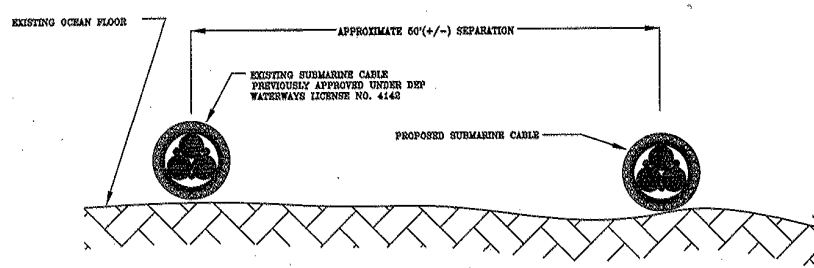 EXISTING OCEAN FLOOR
APPROXIMATE 60'(+/-) SEPARATION
EXISTING SUBMARINE CABLE
PREVIOUSLY APPROVED UNDER DEP
WATERWAYS LICENSE NO. 4142
PROPOSED SUBMARINE CABLE